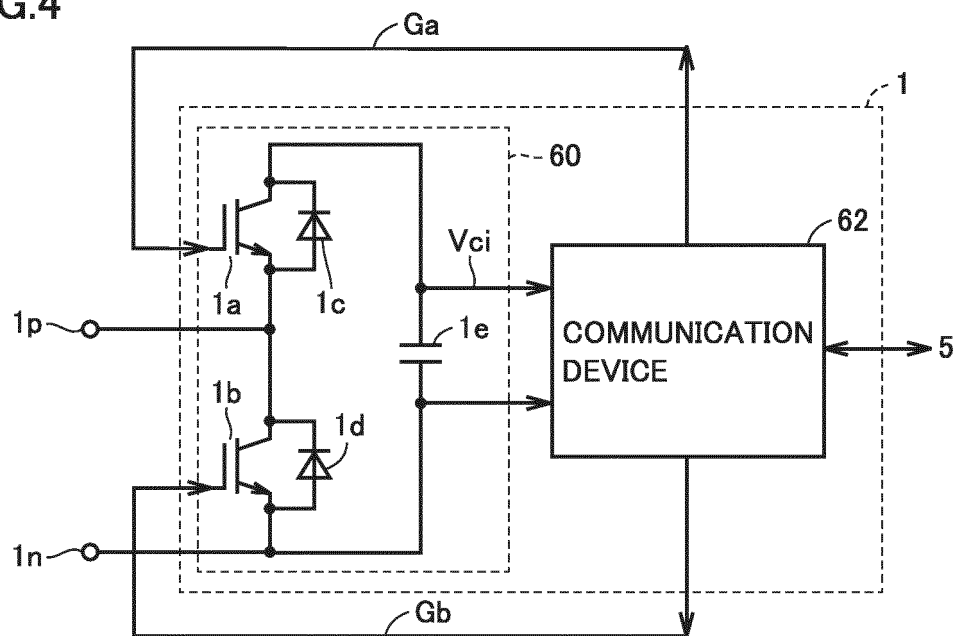 G.4
Ga
1
60
62
Vci
1a
1c
1p
1e
COMMUNICATION
DEVICE
5
1b
1d
1n
Gb